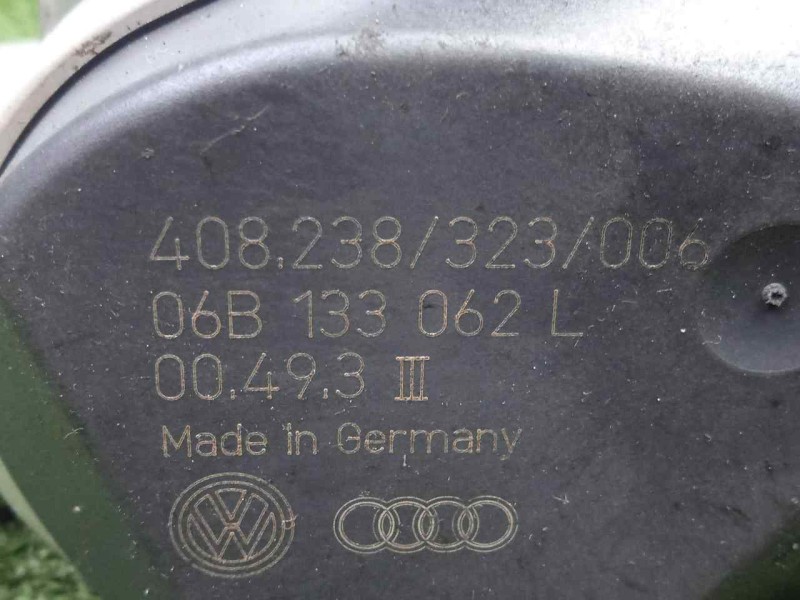 408.238/323/006
06B 133 062 L
00.49.3 III
Made in Germany